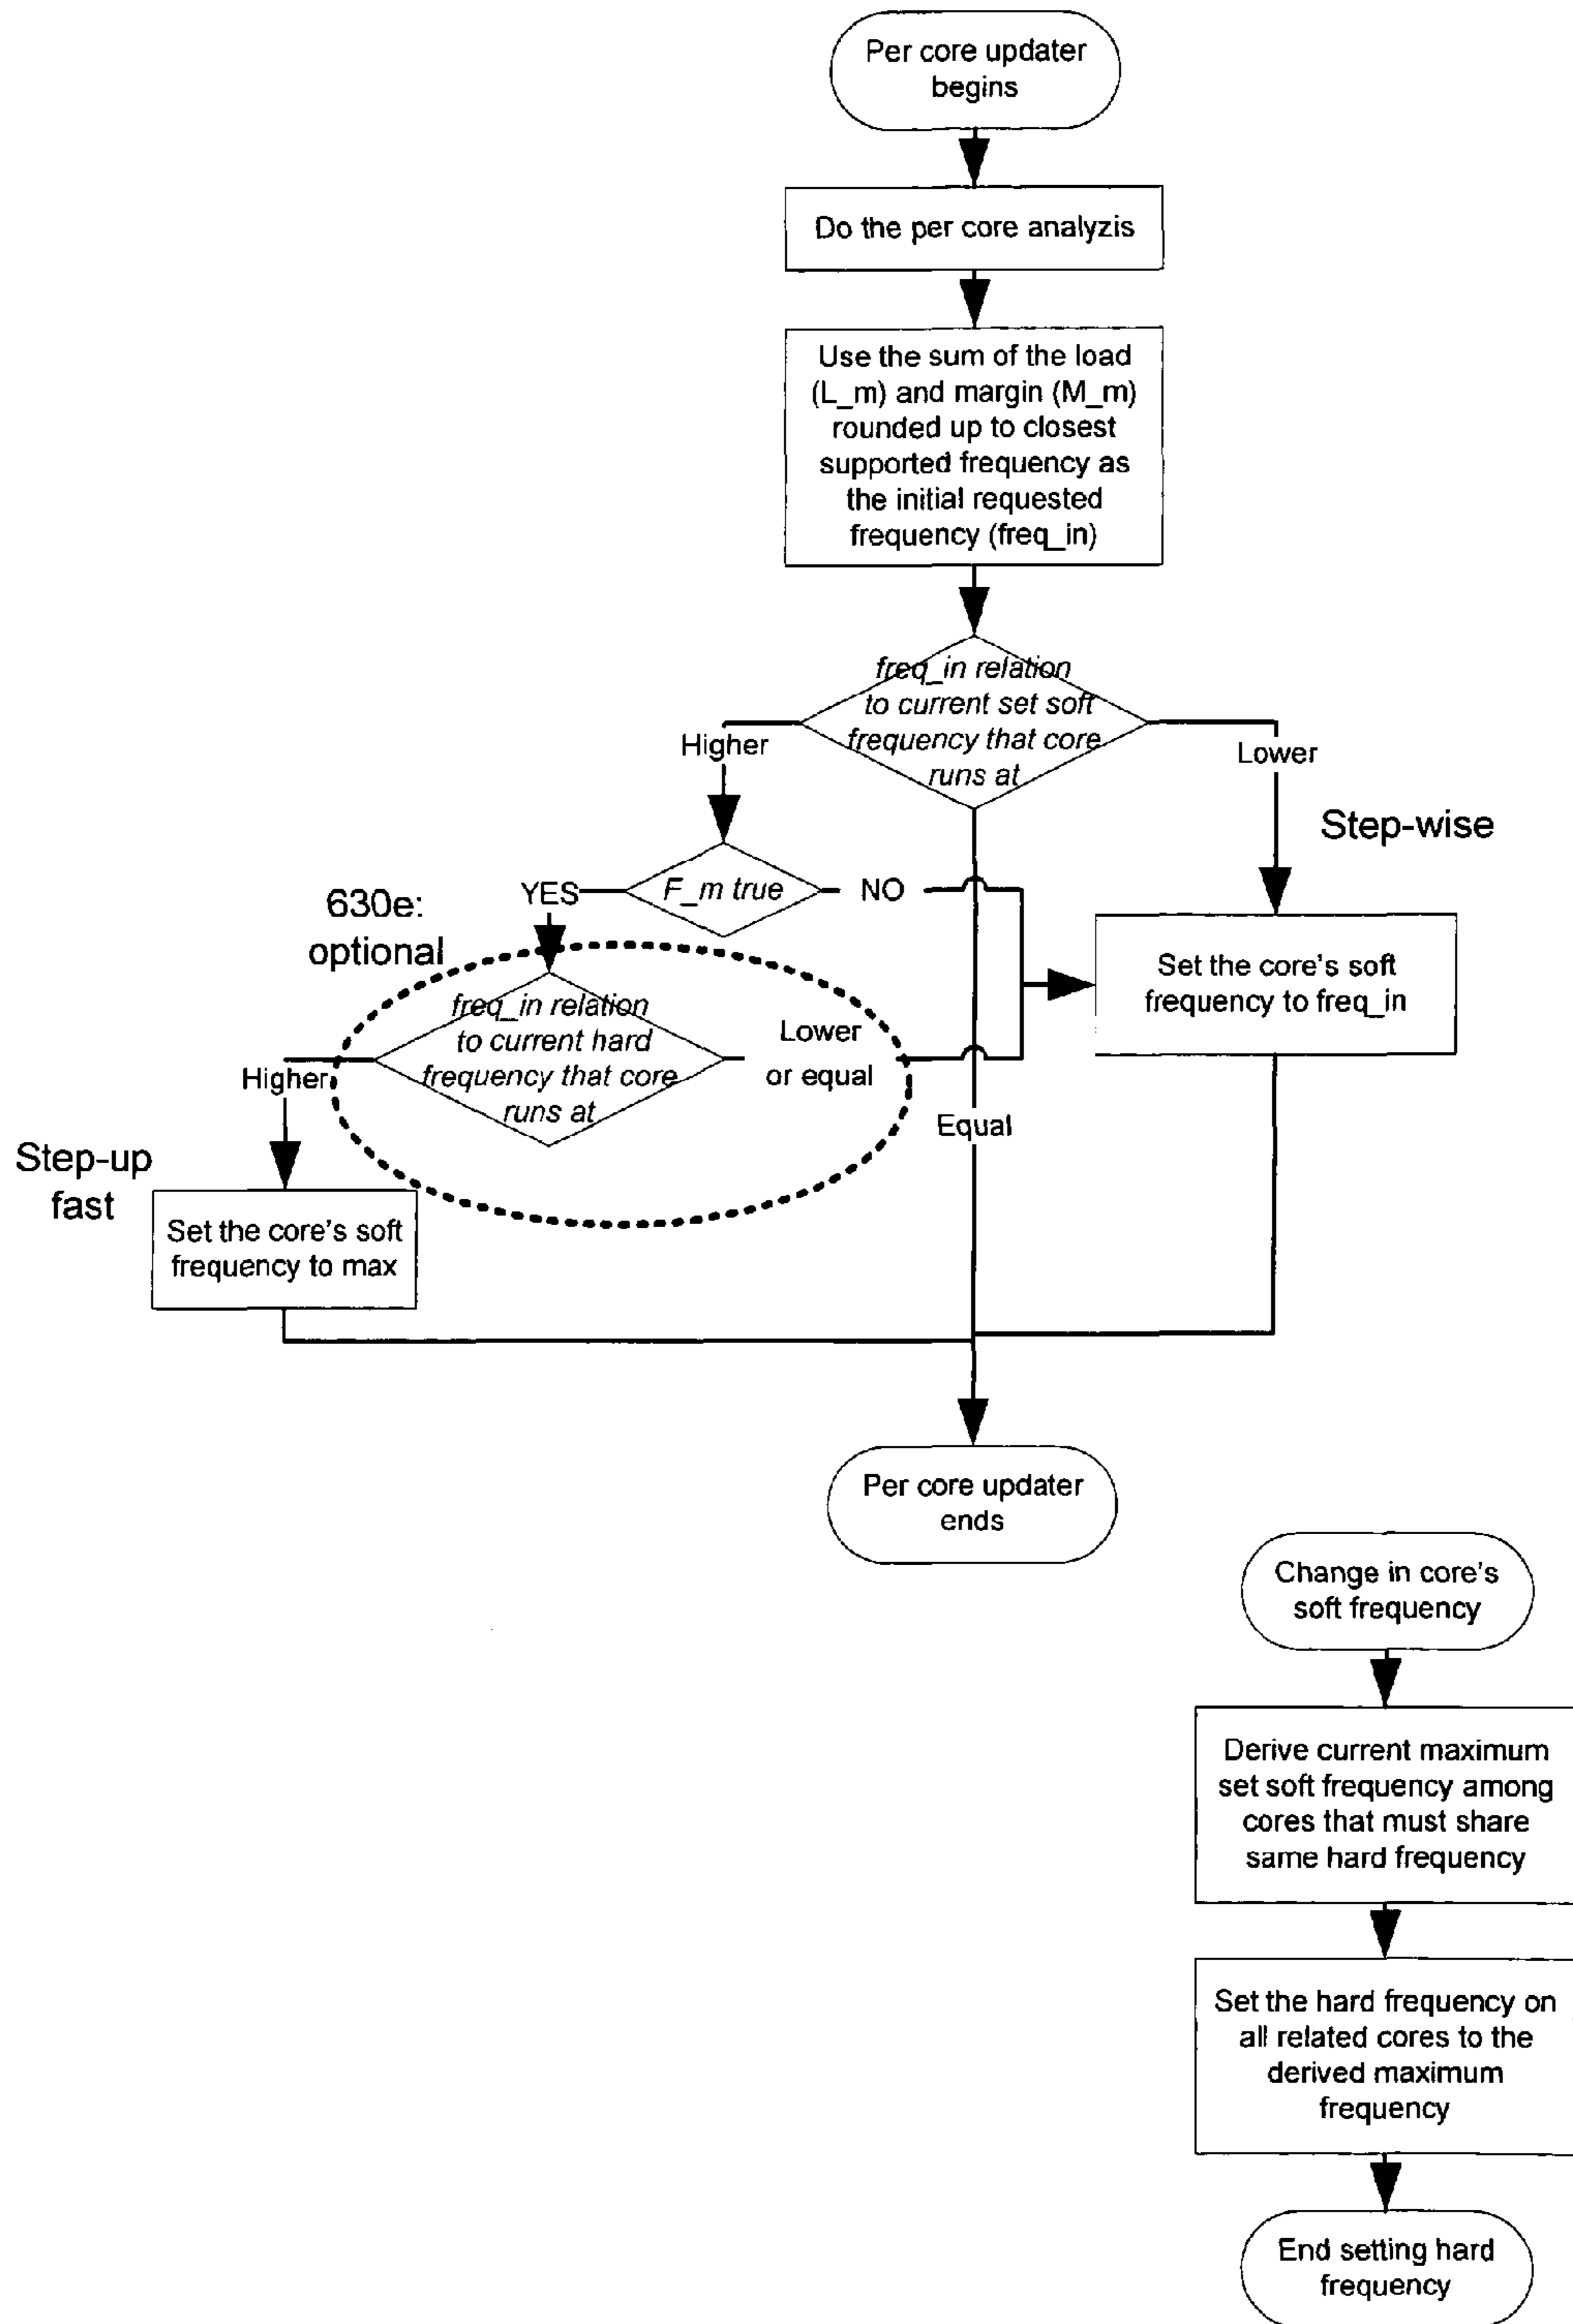 Per core updater
begins
Do the per core analyzis
Use the sum of the load
(L_m) and margin (M_m)
rounded up to closest
supported frequency as
the initial requested
frequency (freq_in)
freq_in relation
to current set soft
frequency that core
runs at
Higher
Lower
Step-wise
F_m true
YES
NO
630e:
optional
Set the core's soft
frequency to freq_in
freq_in relation
to current hard
frequency that core
runs at
Lower
or equal
Higher
Equal
Step-up
fast
Set the core's soft
frequency to max
Per core updater
ends
Change in core's
soft frequency
Derive current maximum
set soft frequency among
cores that must share
same hard frequency
Set the hard frequency on
all related cores to the
derived maximum
frequency
End setting hard
frequency